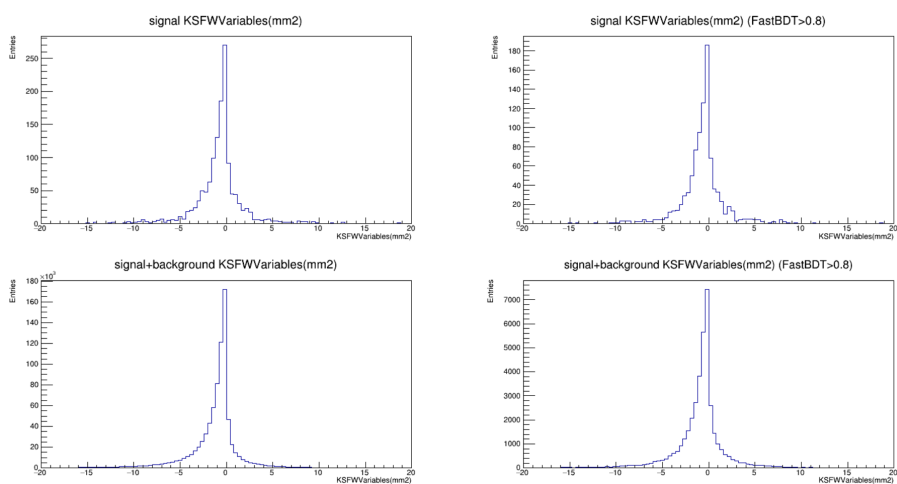 signal KSFWVariables(mm2)
Entries
250
200
150
100
50
0
−20 −15 −10 −5 0 5 10 15 20
KSFWVariables(mm2)
signal KSFWVariables(mm2) (FastBDT>0.8)
Entries
180
160
140
120
100
80
60
40
20
0
−20 −15 −10 −5 0 5 10 15 20
KSFWVariables(mm2)
signal+background KSFWVariables(mm2)
×10³
Entries
180
160
140
120
100
80
60
40
20
0
−20 −15 −10 −5 0 5 10 15 20
KSFWVariables(mm2)
signal+background KSFWVariables(mm2) (FastBDT>0.8)
Entries
7000
6000
5000
4000
3000
2000
1000
0
−20 −15 −10 −5 0 5 10 15 20
KSFWVariables(mm2)